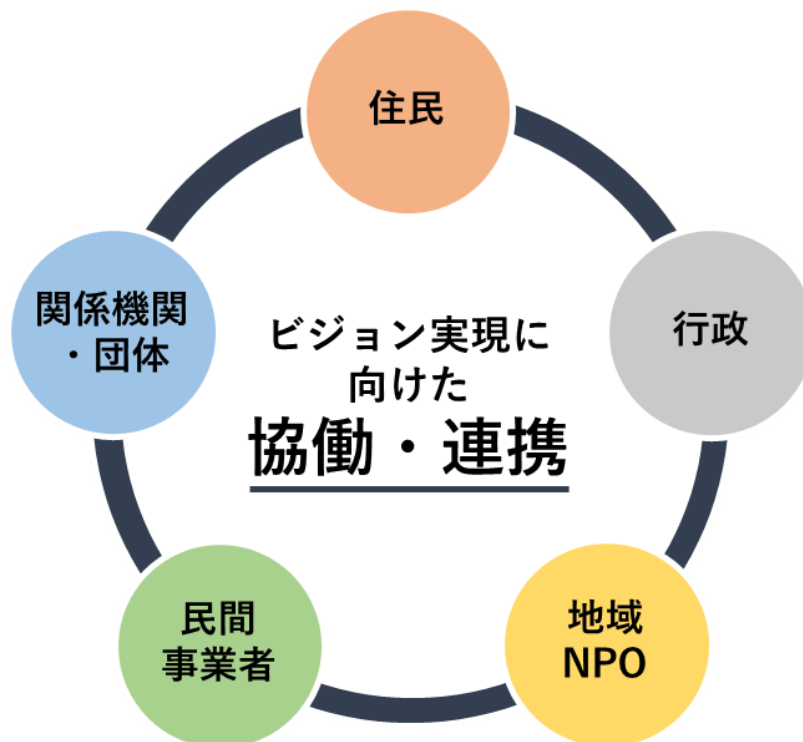 住民
関係機関
・団体
ビジョン実現に
向けた
協働・連携
行政
民間
事業者
地域
NPO